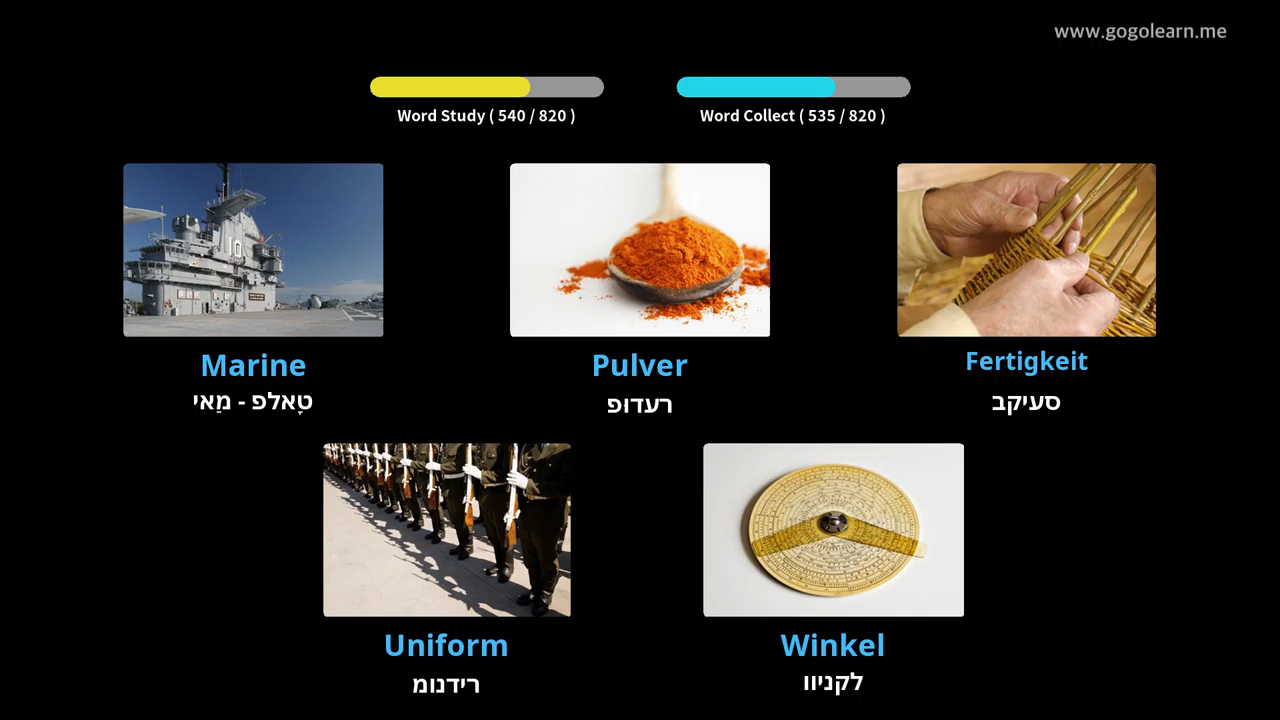 www.gogolearn.me
Word Study ( 540 / 820 )
Word Collect ( 535 / 820 )
Marine
טָאלפ - מַאי
Pulver
רעדופ
Fertigkeit
סעיקב
Uniform
רידנומ
Winkel
לקניוו